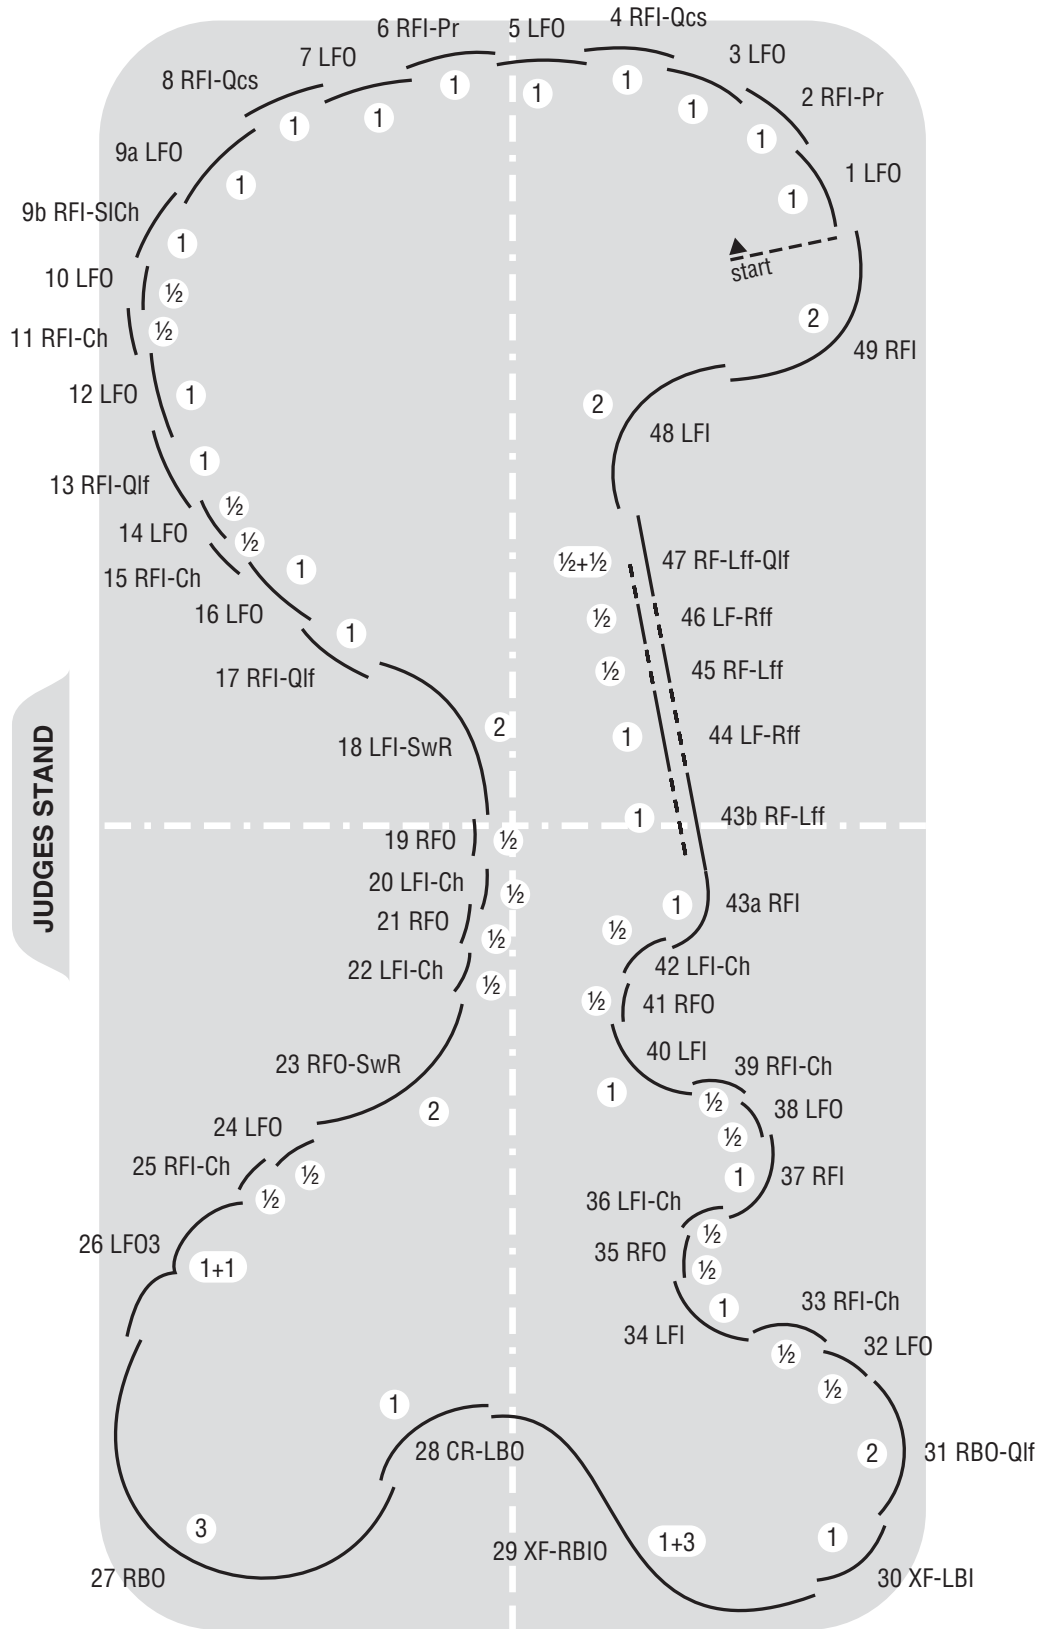 4 RFI-Qcs
6 RFI-Pr
5 LFO
7 LFO
3 LFO
8 RFI-Qcs
2 RFI-Pr
1
1
1
1
1
1
1
1
9a LFO
1 LFO
1
1
9b RFI-SlCh
1
start
10 LFO
½
2
11 RFI-Ch
½
49 RFI
12 LFO
1
2
48 LFI
1
13 RFI-Qlf
½
14 LFO
½
½+½
47 RF-Lff-Qlf
15 RFI-Ch
1
16 LFO
½
46 LF-Rff
1
17 RFI-Qlf
½
45 RF-Lff
18 LFI-SwR
2
1
44 LF-Rff
JUDGES STAND
1
43b RF-Lff
19 RFO
½
20 LFI-Ch
½
1
43a RFI
21 RFO
½
½
22 LFI-Ch
½
42 LFI-Ch
½
41 RFO
23 RFO-SwR
40 LFI
39 RFI-Ch
2
1
½
38 LFO
24 LFO
½
25 RFI-Ch
½
1
37 RFI
½
36 LFI-Ch
½
26 LFO3
1+1
35 RFO
½
1
33 RFI-Ch
34 LFI
½
32 LFO
½
1
28 CR-LBO
2
31 RBO-Qlf
3
29 XF-RBIO
1+3
1
27 RBO
30 XF-LBI